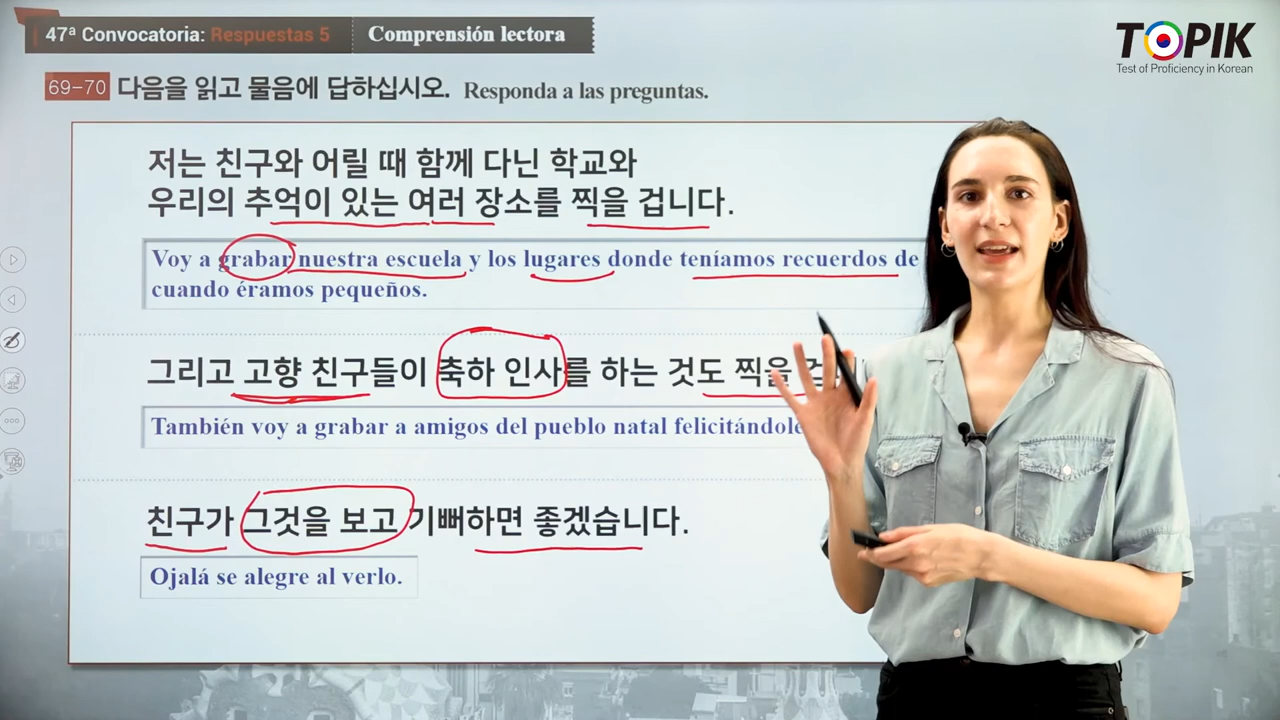 47ª Convocatoria: Respuestas 5 Comprensión lectora
TOPIK
Test of Proficiency in Korean
69-70 다음을 읽고 물음에 답하십시오. Responda a las preguntas.
저는 친구와 어릴 때 함께 다닌 학교와
우리의 추억이 있는 여러 장소를 찍을 겁니다.
Voy a grabar nuestra escuela y los lugares donde teníamos recuerdos de
cuando éramos pequeños.
그리고 고향 친구들이 축하 인사를 하는 것도 찍을
También voy a grabar a amigos del pueblo natal
친구가 그것을 보고 기뻐하면 좋겠습니다.
Ojalá se alegre al verlo.